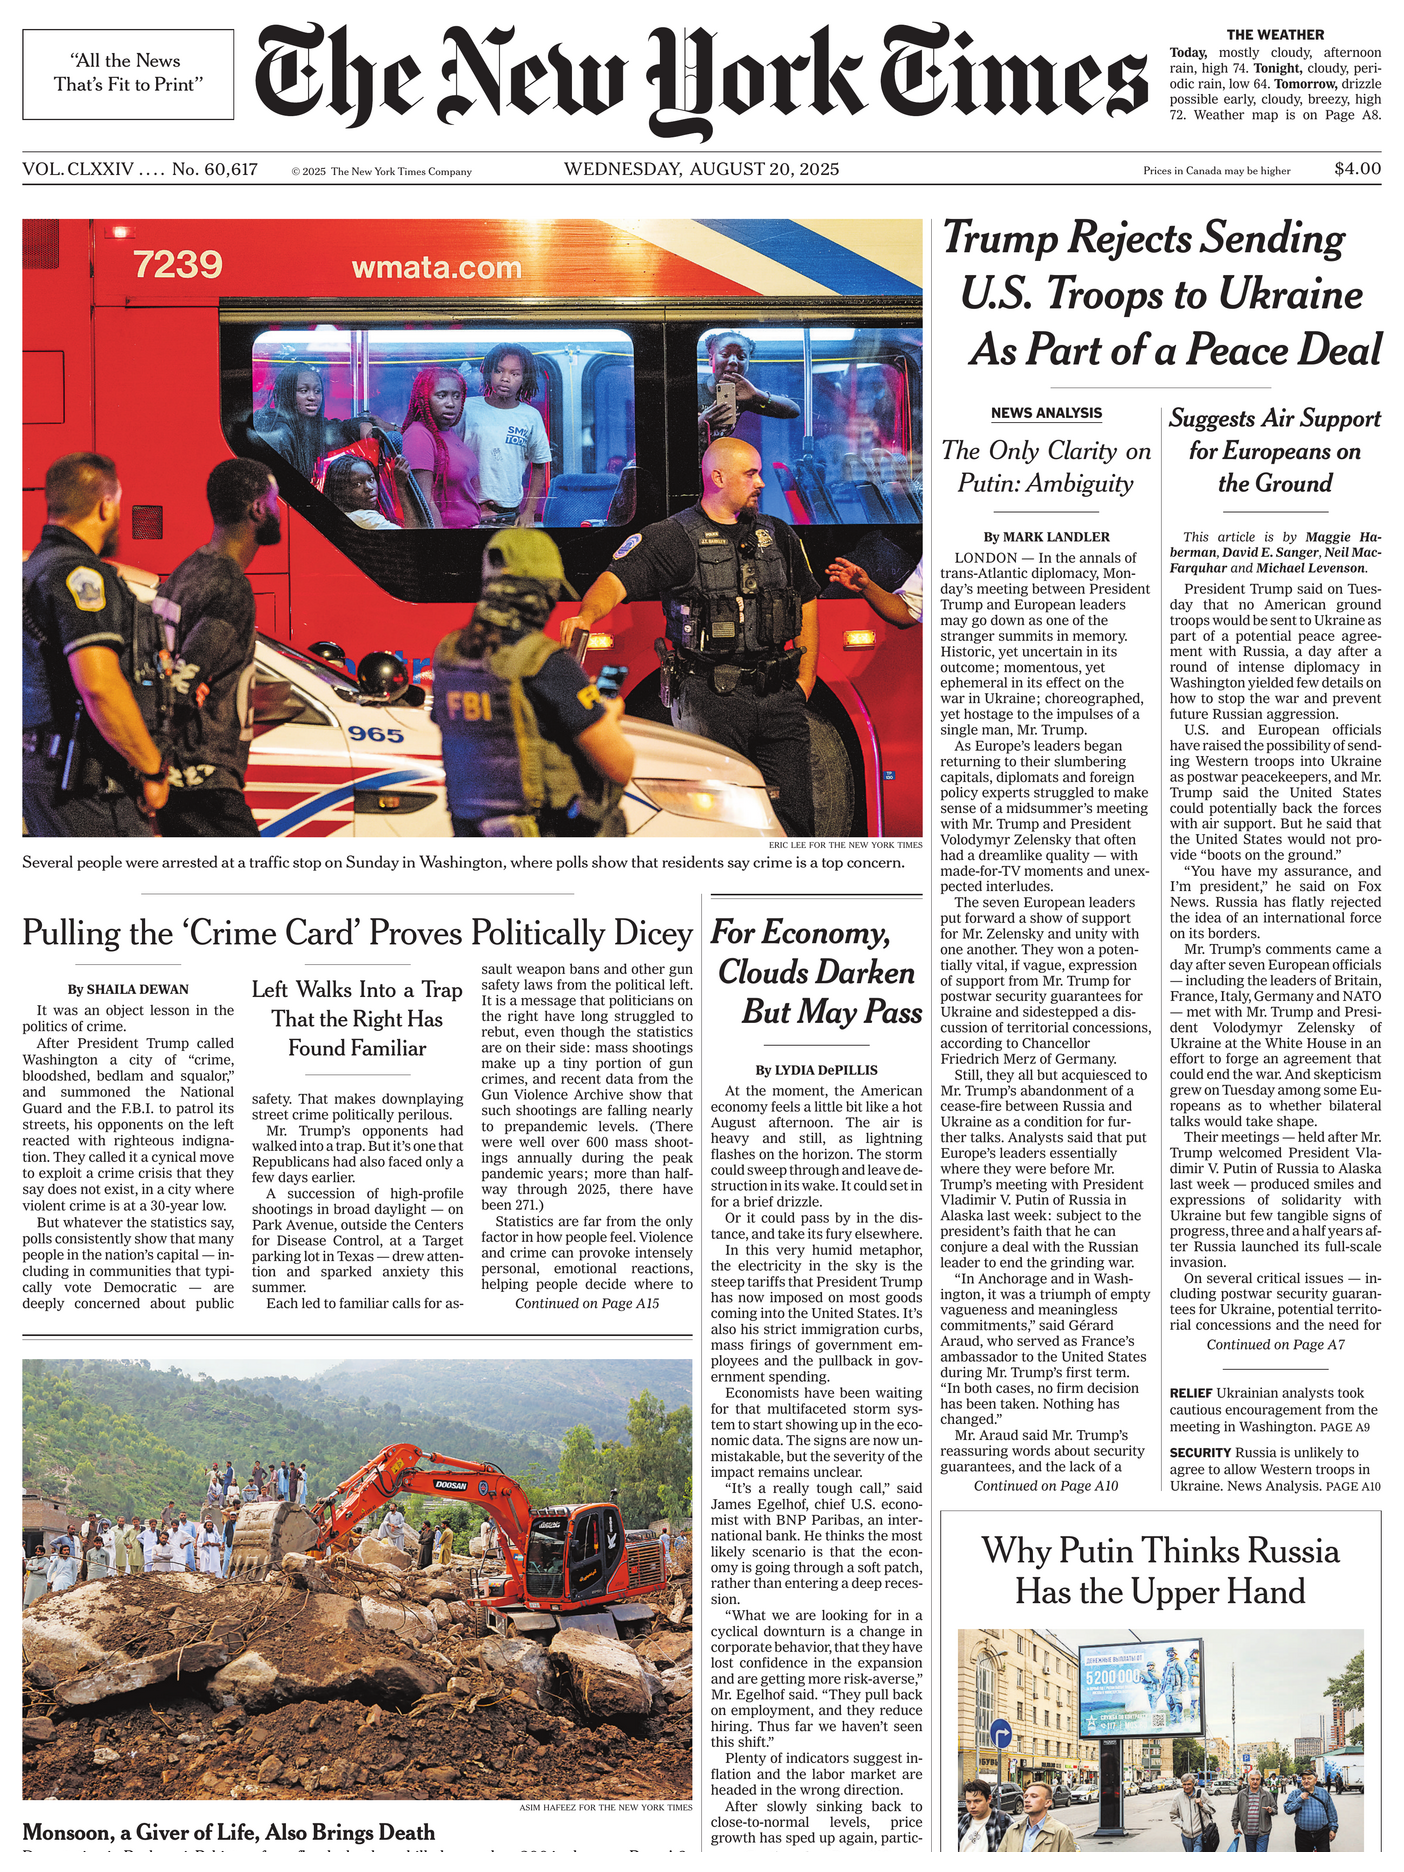 “All the News
That’s Fit to Print”
The New York Times
THE WEATHER
Today, mostly cloudy, afternoon
rain, high 74. Tonight, cloudy, peri-
odic rain, low 64. Tomorrow, drizzle
possible early, cloudy, breezy, high
72. Weather map is on Page A8.
VOL. CLXXIV .... No. 60,617
© 2025 The New York Times Company
WEDNESDAY, AUGUST 20, 2025
Prices in Canada may be higher
$4.00
7239
wmata.com
FBI
965
ERIC LEE FOR THE NEW YORK TIMES
Several people were arrested at a traffic stop on Sunday in Washington, where polls show that residents say crime is a top concern.
Trump Rejects Sending
U.S. Troops to Ukraine
As Part of a Peace Deal
NEWS ANALYSIS
The Only Clarity on
Putin: Ambiguity
By MARK LANDLER
LONDON — In the annals of
trans-Atlantic diplomacy, Mon-
day’s meeting between President
Trump and European leaders
may go down as one of the
stranger summits in memory.
Historic, yet uncertain in its
outcome; momentous, yet
ephemeral in its effect on the
war in Ukraine; choreographed,
yet hostage to the impulses of a
single man, Mr. Trump.
As Europe’s leaders began
returning to their slumbering
capitals, diplomats and foreign
policy experts struggled to make
sense of a midsummer’s meeting
with Mr. Trump and President
Volodymyr Zelensky that often
had a dreamlike quality — with
made-for-TV moments and unex-
pected interludes.
The seven European leaders
put forward a show of support
for Mr. Zelensky and unity with
one another. They won a poten-
tially vital, if vague, expression
of support from Mr. Trump for
postwar security guarantees for
Ukraine and sidestepped a dis-
cussion of territorial concessions,
according to Chancellor
Friedrich Merz of Germany.
Still, they all but acquiesced to
Mr. Trump’s abandonment of a
cease-fire between Russia and
Ukraine as a condition for fur-
ther talks. Analysts said that put
Europe’s leaders essentially
where they were before Mr.
Trump’s meeting with President
Vladimir V. Putin of Russia in
Alaska last week: subject to the
president’s faith that he can
conjure a deal with the Russian
leader to end the grinding war.
“In Anchorage and in Wash-
ington, it was a triumph of empty
vagueness and meaningless
commitments,” said Gérard
Araud, who served as France’s
ambassador to the United States
during Mr. Trump’s first term.
“In both cases, no firm decision
has been taken. Nothing has
changed.”
Mr. Araud said Mr. Trump’s
reassuring words about security
guarantees, and the lack of a
Continued on Page A10
Suggests Air Support
for Europeans on
the Ground
This article is by Maggie Ha-
berman, David E. Sanger, Neil Mac-
Farquhar and Michael Levenson.
President Trump said on Tues-
day that no American ground
troops would be sent to Ukraine as
part of a potential peace agree-
ment with Russia, a day after a
round of intense diplomacy in
Washington yielded few details on
how to stop the war and prevent
future Russian aggression.
U.S. and European officials
have raised the possibility of send-
ing Western troops into Ukraine
as postwar peacekeepers, and Mr.
Trump said the United States
could potentially back the forces
with air support. But he said that
the United States would not pro-
vide “boots on the ground.”
“You have my assurance, and
I’m president,” he said on Fox
News. Russia has flatly rejected
the idea of an international force
on its borders.
Mr. Trump’s comments came a
day after seven European officials
— including the leaders of Britain,
France, Italy, Germany and NATO
— met with Mr. Trump and Presi-
dent Volodymyr Zelensky of
Ukraine at the White House in an
effort to forge an agreement that
could end the war. And skepticism
grew on Tuesday among some Eu-
ropeans as to whether bilateral
talks would take shape.
Their meetings — held after Mr.
Trump welcomed President Vla-
dimir V. Putin of Russia to Alaska
last week — produced smiles and
expressions of solidarity with
Ukraine but few tangible signs of
progress, three and a half years af-
ter Russia launched its full-scale
invasion.
On several critical issues — in-
cluding postwar security guaran-
tees for Ukraine, potential territo-
rial concessions and the need for
Continued on Page A7
RELIEF Ukrainian analysts took
cautious encouragement from the
meeting in Washington. PAGE A9
SECURITY Russia is unlikely to
agree to allow Western troops in
Ukraine. News Analysis. PAGE A10
Pulling the ‘Crime Card’ Proves Politically Dicey
By SHAILA DEWAN
It was an object lesson in the
politics of crime.
After President Trump called
Washington a city of “crime,
bloodshed, bedlam and squalor,”
and summoned the National
Guard and the F.B.I. to patrol its
streets, his opponents on the left
reacted with righteous indigna-
tion. They called it a cynical move
to exploit a crime crisis that they
say does not exist, in a city where
violent crime is at a 30-year low.
But whatever the statistics say,
polls consistently show that many
people in the nation’s capital — in-
cluding in communities that typi-
cally vote Democratic — are
deeply concerned about public
Left Walks Into a Trap
That the Right Has
Found Familiar
safety. That makes downplaying
street crime politically perilous.
Mr. Trump’s opponents had
walked into a trap. But it’s one that
Republicans had also faced only a
few days earlier.
A succession of high-profile
shootings in broad daylight — on
Park Avenue, outside the Centers
for Disease Control, at a Target
parking lot in Texas — drew atten-
tion and sparked anxiety this
summer.
Each led to familiar calls for as-
sault weapon bans and other gun
safety laws from the political left.
It is a message that politicians on
the right have long struggled to
rebut, even though the statistics
are on their side: mass shootings
make up a tiny portion of gun
crimes, and recent data from the
Gun Violence Archive show that
such shootings are falling nearly
to prepandemic levels. (There
were well over 600 mass shoot-
ings annually during the peak
pandemic years; more than half-
way through 2025, there have
been 271.)
Statistics are far from the only
factor in how people feel. Violence
and crime can provoke intensely
personal, emotional reactions,
helping people decide where to
Continued on Page A15
For Economy,
Clouds Darken
But May Pass
By LYDIA DePILLIS
At the moment, the American
economy feels a little bit like a hot
August afternoon. The air is
heavy and still, as lightning
flashes on the horizon. The storm
could sweep through and leave de-
struction in its wake. It could set in
for a brief drizzle.
Or it could pass by in the dis-
tance, and take its fury elsewhere.
In this very humid metaphor,
the electricity in the sky is the
steep tariffs that President Trump
has now imposed on most goods
coming into the United States. It’s
also his strict immigration curbs,
mass firings of government em-
ployees and the pullback in gov-
ernment spending.
Economists have been waiting
for that multifaceted storm sys-
tem to start showing up in the eco-
nomic data. The signs are now un-
mistakable, but the severity of the
impact remains unclear.
“It’s a really tough call,” said
James Egelhof, chief U.S. econo-
mist with BNP Paribas, an inter-
national bank. He thinks the most
likely scenario is that the econ-
omy is going through a soft patch,
rather than entering a deep reces-
sion.
“What we are looking for in a
cyclical downturn is a change in
corporate behavior, that they have
lost confidence in the expansion
and are getting more risk-averse,”
Mr. Egelhof said. “They pull back
on employment, and they reduce
hiring. Thus far we haven’t seen
this shift.”
Plenty of indicators suggest in-
flation and the labor market are
headed in the wrong direction.
After slowly sinking back to
close-to-normal levels, price
growth has sped up again, partic-
DOOSAN
ASIM HAFEEZ FOR THE NEW YORK TIMES
Monsoon, a Giver of Life, Also Brings Death
Why Putin Thinks Russia
Has the Upper Hand
ДЕНЕЖНЫЕ ВЫПЛАТЫ ОТ
5 200 000